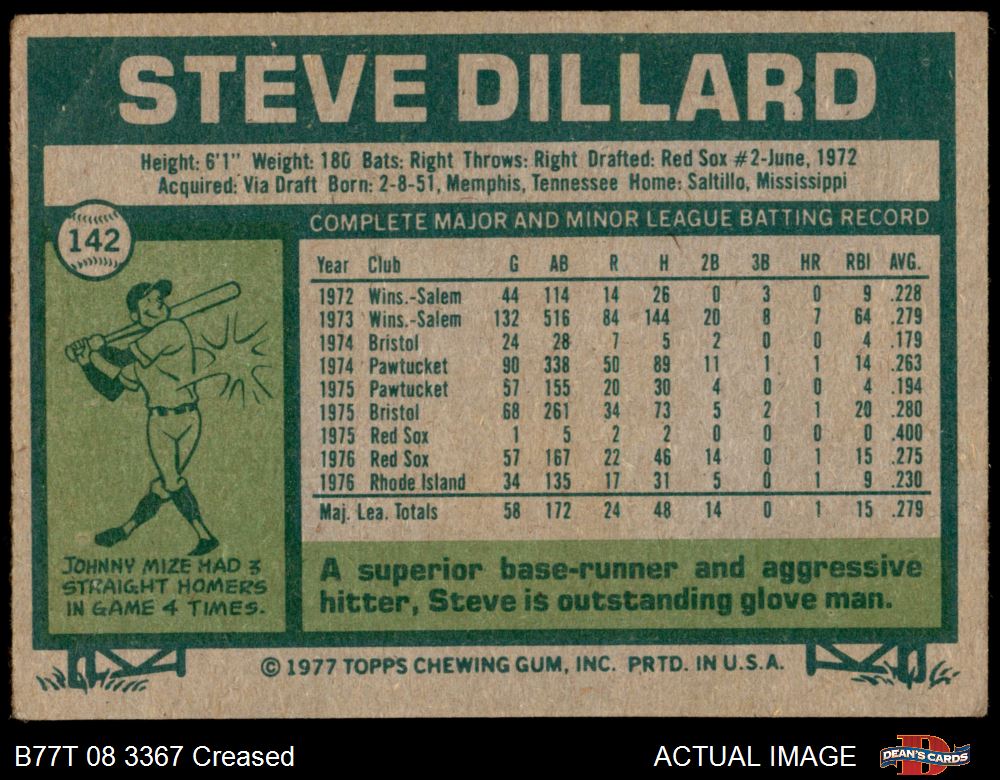 STEVE DILLARD
Height: 6'1" Weight: 180 Bats: Right Throws: Right Drafted: Red Sox #2-June, 1972
Acquired: Via Draft Born: 2-8-51, Memphis, Tennessee Home: Saltillo, Mississippi
142
COMPLETE MAJOR AND MINOR LEAGUE BATTING RECORD
Year Club G AB R H 2B 3B HR RBI AVG.
1972 Wins.-Salem 44 114 14 26 0 3 0 9 .228
1973 Wins.-Salem 132 516 84 144 20 8 7 64 .279
1974 Bristol 24 28 7 5 2 0 0 4 .179
1974 Pawtucket 90 338 50 89 11 1 1 14 .263
1975 Pawtucket 57 155 20 30 4 0 0 4 .194
1975 Bristol 68 261 34 73 5 2 1 20 .280
1975 Red Sox 1 5 2 2 0 0 0 0 .400
1976 Red Sox 57 167 22 46 14 0 1 15 .275
1976 Rhode Island 34 135 17 31 5 0 1 9 .230
Maj. Lea. Totals 58 172 24 48 14 0 1 15 .279
JOHNNY MIZE HAD 3
STRAIGHT HOMERS
IN GAME 4 TIMES.
A superior base-runner and aggressive
hitter, Steve is outstanding glove man.
© 1977 TOPPS CHEWING GUM, INC. PRTD. IN U.S.A.
B77T 08 3367 Creased
ACTUAL IMAGE
DEAN'S CARDS